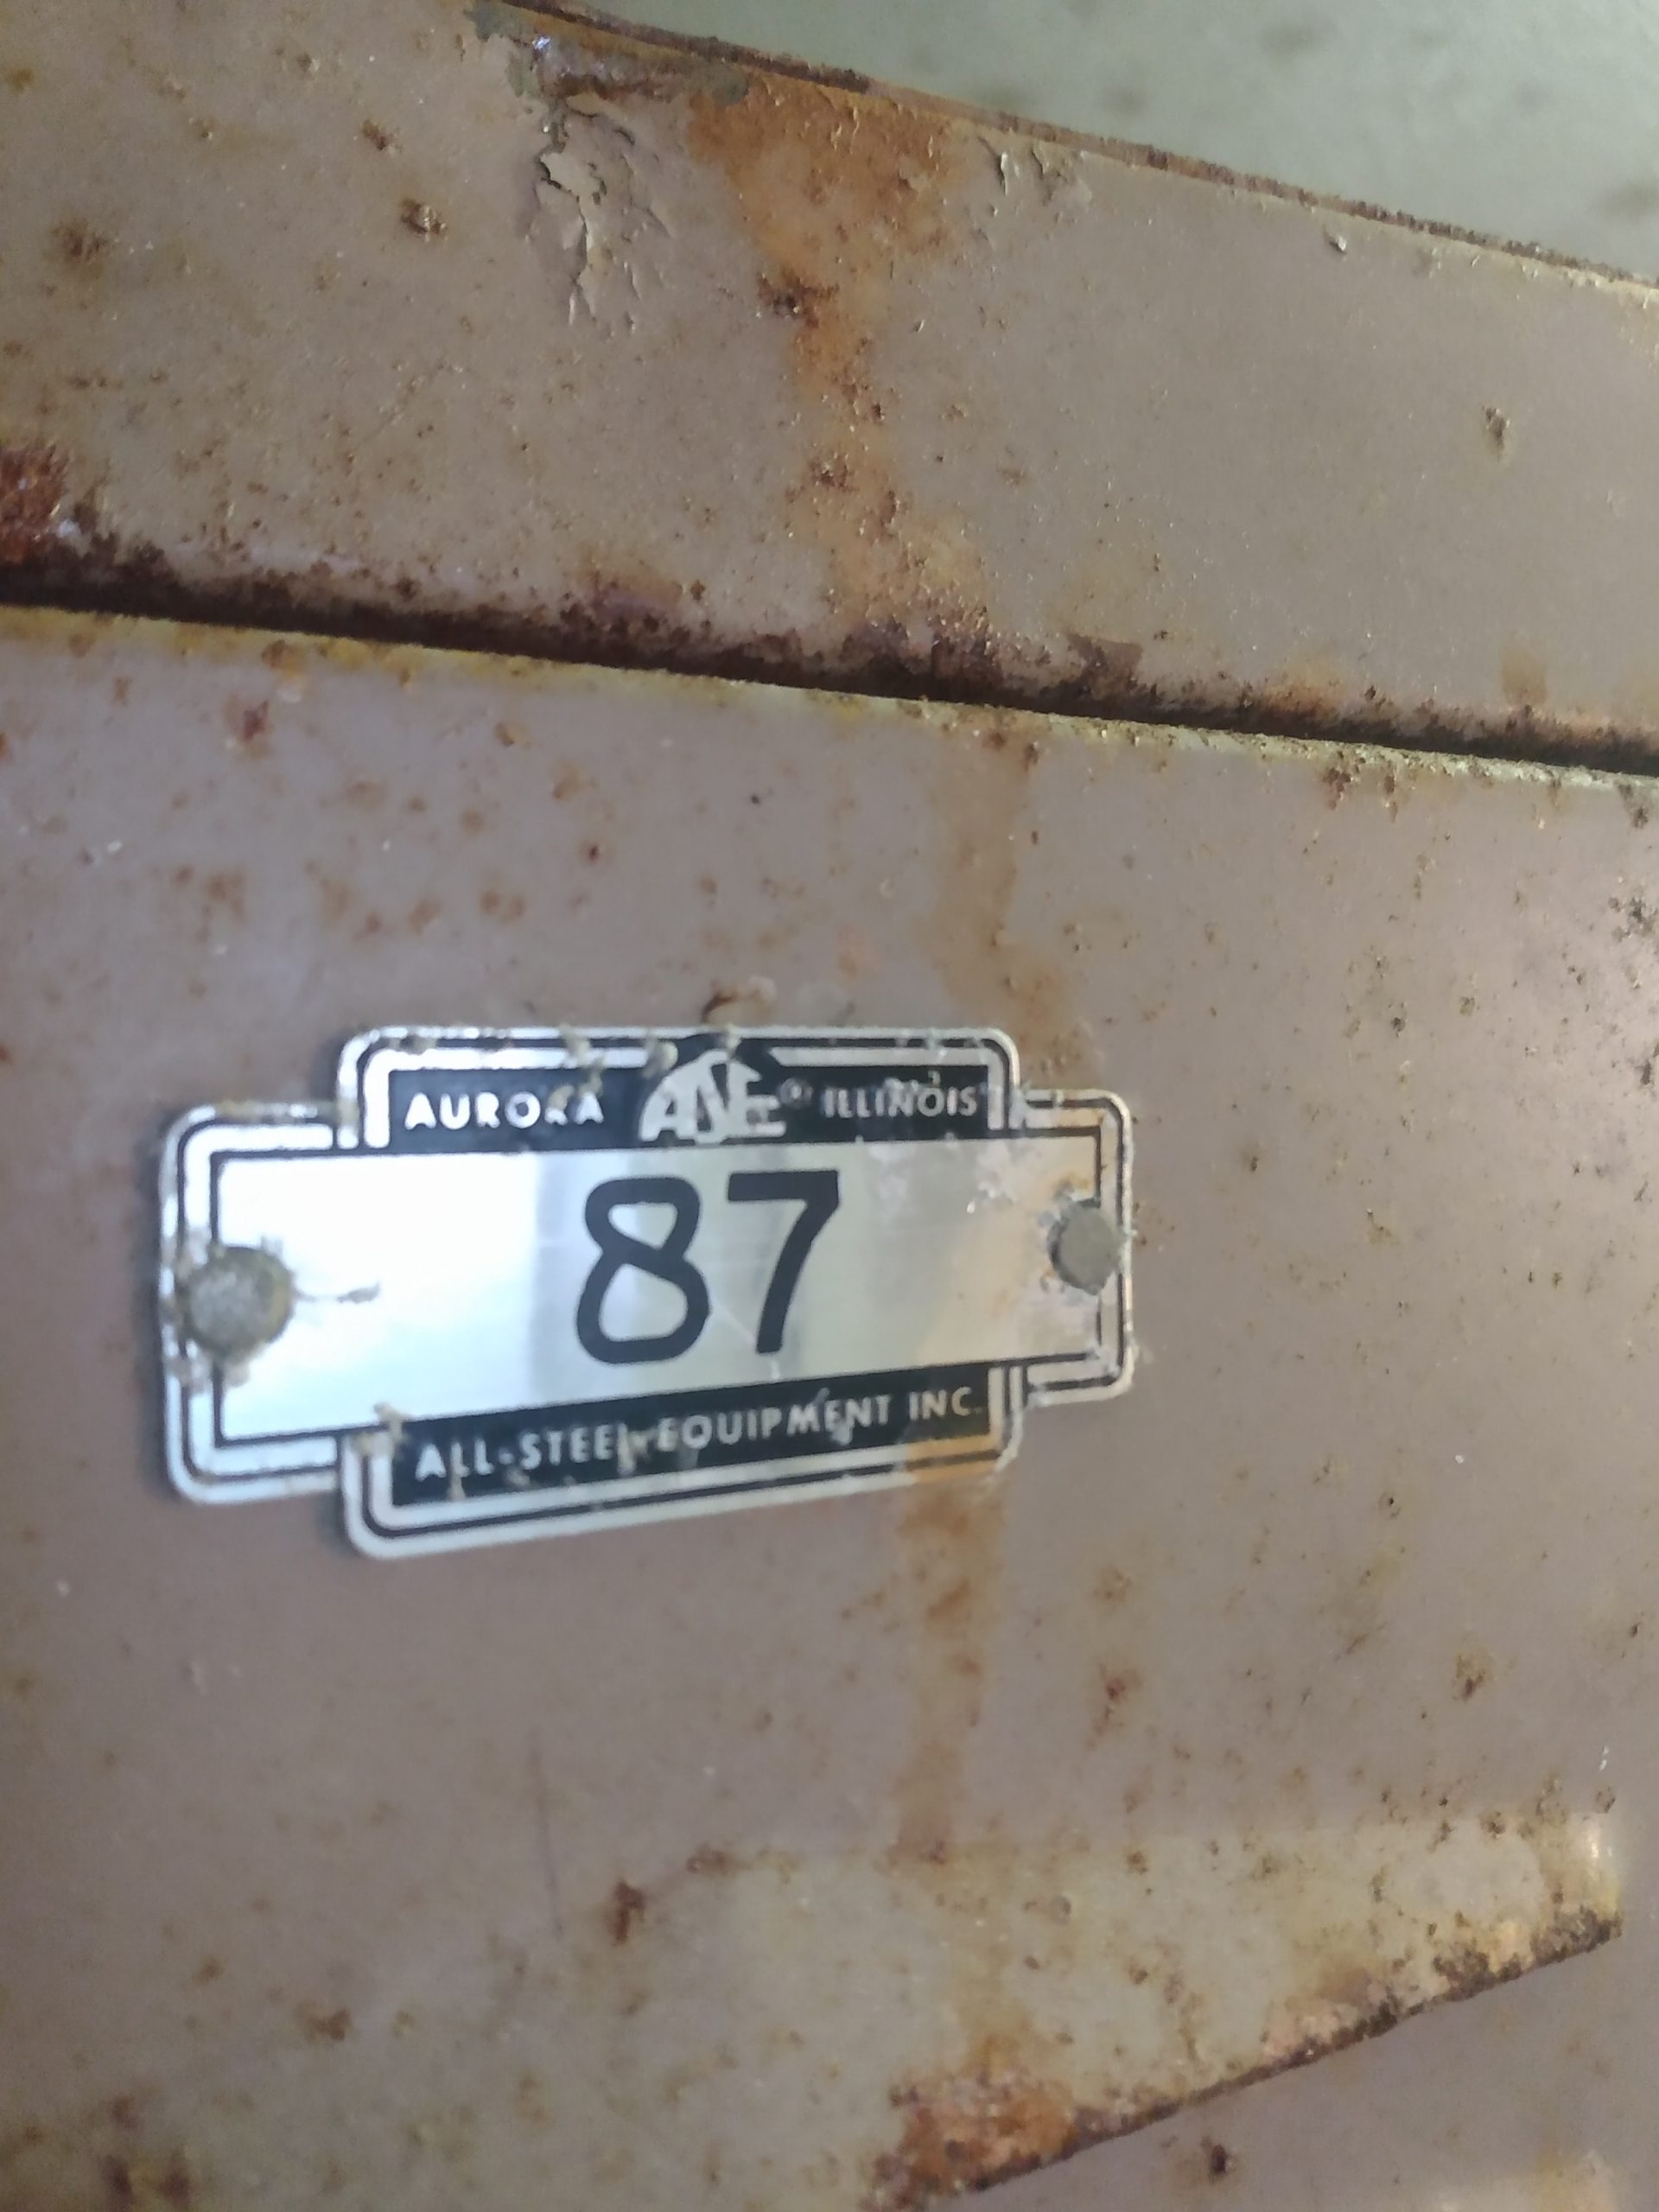 AURORA ASE ® ILLINOIS
87
ALL-STEEL EQUIPMENT INC.